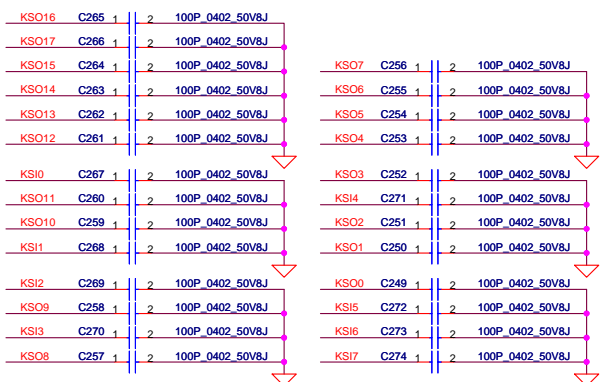 KSO16 C265 1 2 100P_0402_50V8J
KSO17 C266 1 2 100P_0402_50V8J
KSO15 C264 1 2 100P_0402_50V8J
KSO14 C263 1 2 100P_0402_50V8J
KSO13 C262 1 2 100P_0402_50V8J
KSO12 C261 1 2 100P_0402_50V8J
KSI0 C267 1 2 100P_0402_50V8J
KSO11 C260 1 2 100P_0402_50V8J
KSO10 C259 1 2 100P_0402_50V8J
KSI1 C268 1 2 100P_0402_50V8J
KSI2 C269 1 2 100P_0402_50V8J
KSO9 C258 1 2 100P_0402_50V8J
KSI3 C270 1 2 100P_0402_50V8J
KSO8 C257 1 2 100P_0402_50V8J
KSO7 C256 1 2 100P_0402_50V8J
KSO6 C255 1 2 100P_0402_50V8J
KSO5 C254 1 2 100P_0402_50V8J
KSO4 C253 1 2 100P_0402_50V8J
KSO3 C252 1 2 100P_0402_50V8J
KSI4 C271 1 2 100P_0402_50V8J
KSO2 C251 1 2 100P_0402_50V8J
KSO1 C250 1 2 100P_0402_50V8J
KSO0 C249 1 2 100P_0402_50V8J
KSI5 C272 1 2 100P_0402_50V8J
KSI6 C273 1 2 100P_0402_50V8J
KSI7 C274 1 2 100P_0402_50V8J